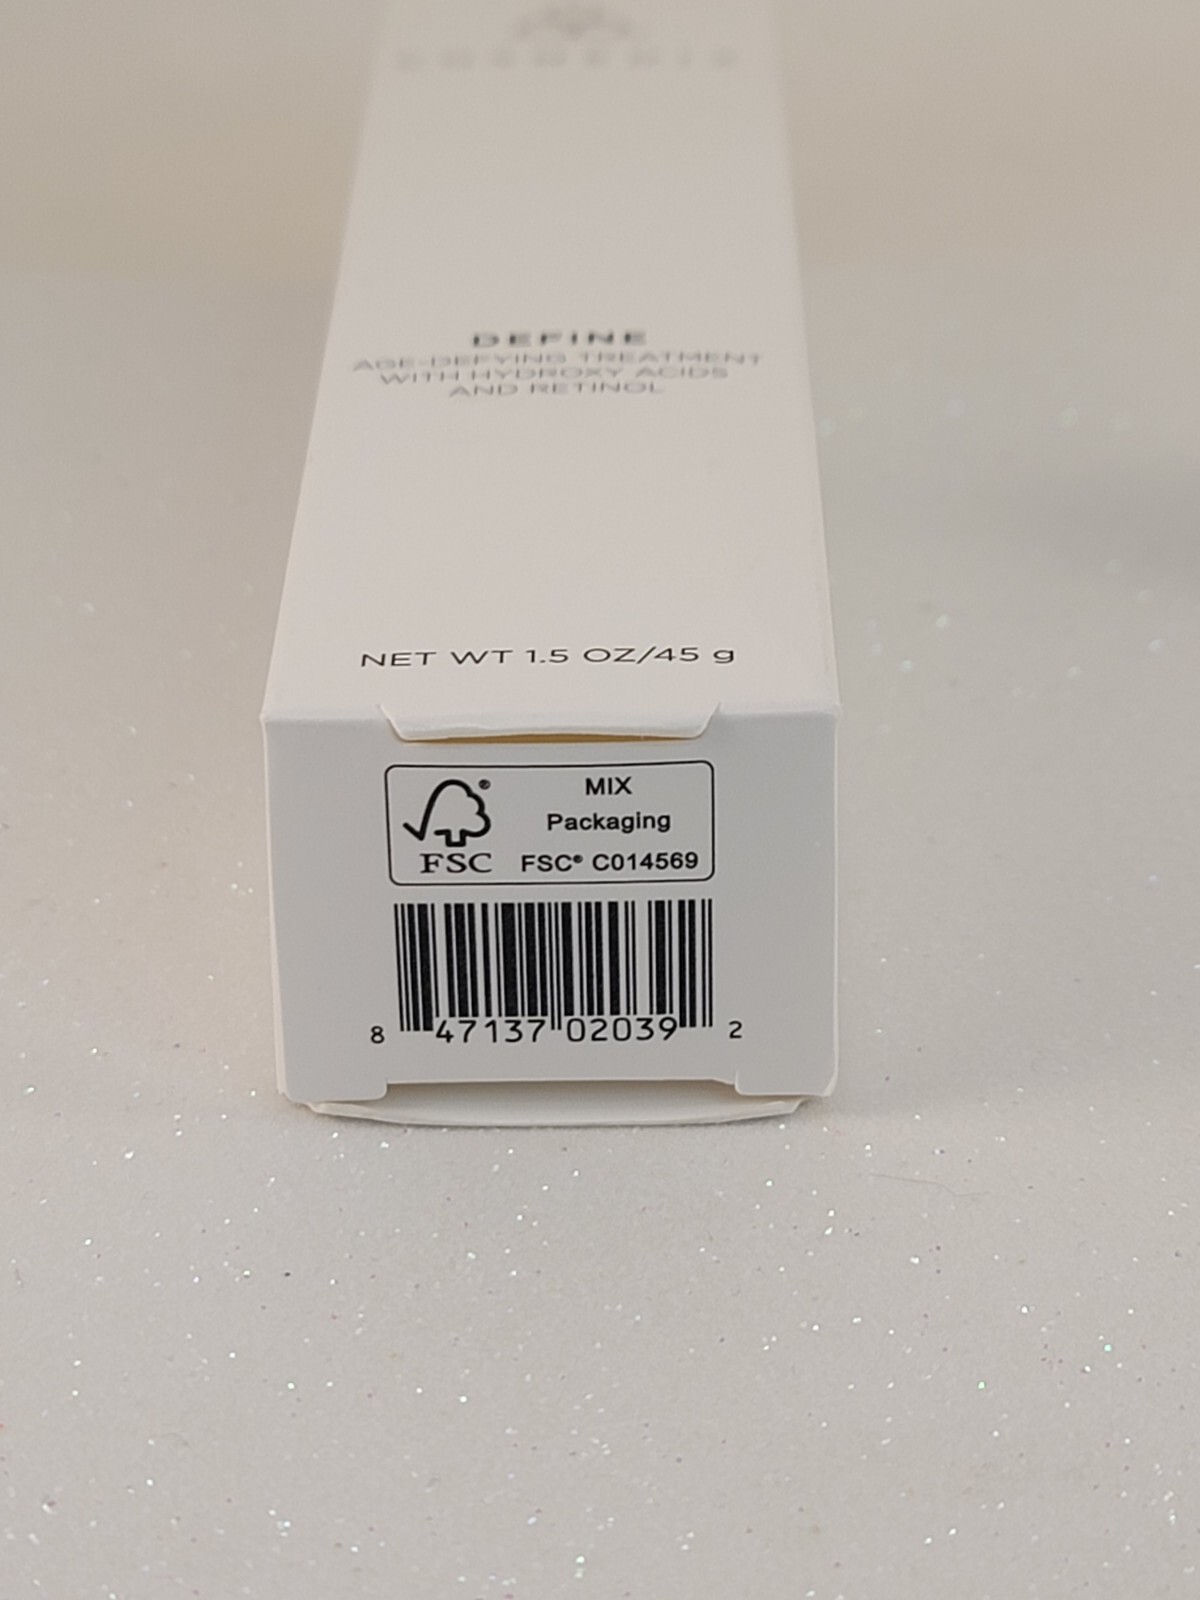 COSMEDIX
DEFINE
AGE-DEFYING TREATMENT
WITH HYDROXY ACIDS
AND RETINOL
NET WT 1.5 OZ/45 g
MIX
Packaging
FSC® C014569
®
FSC
8 47137 02039 2